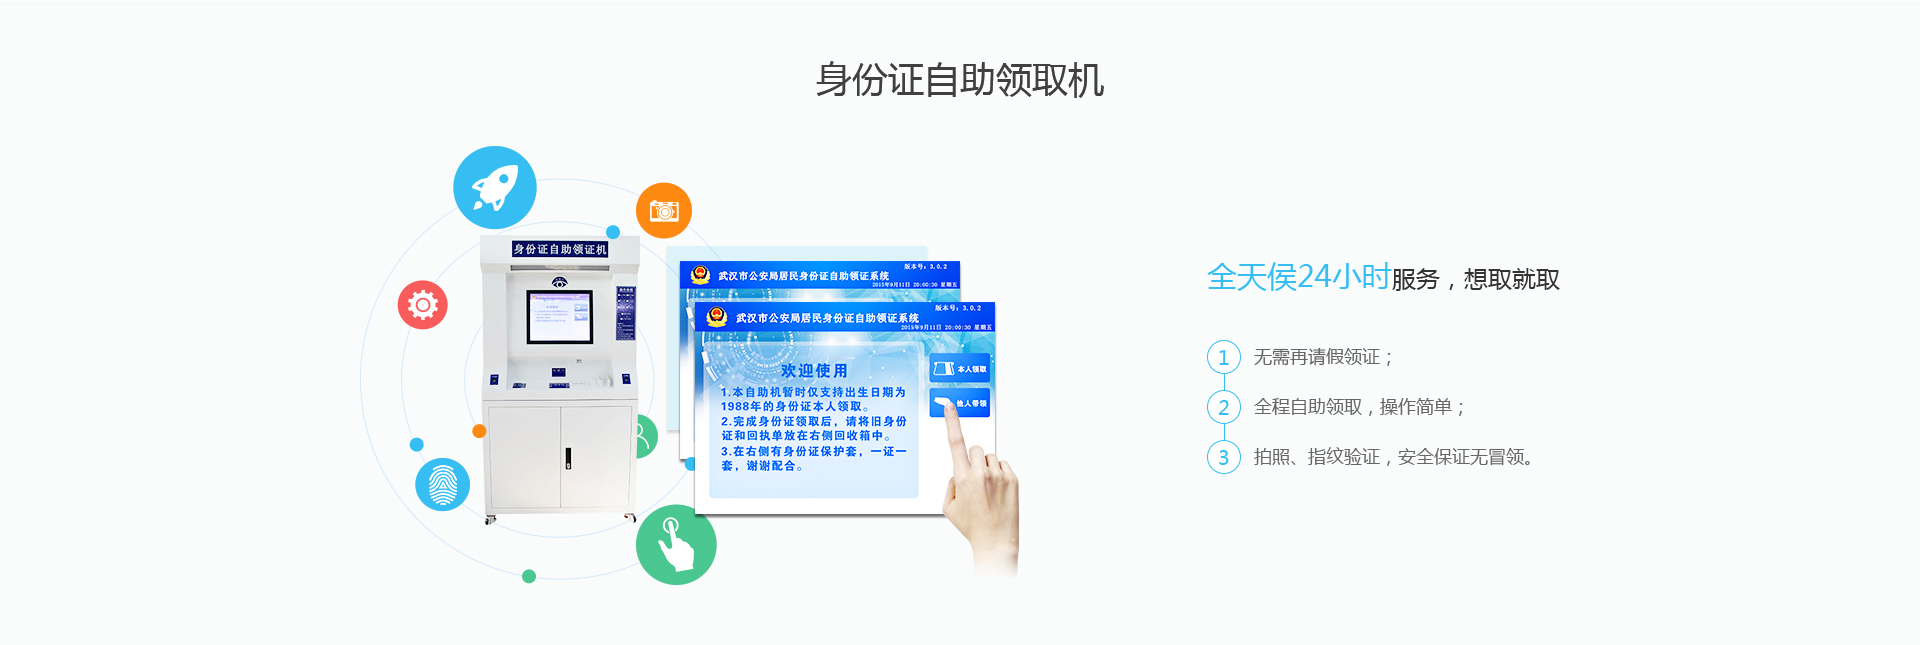 身份证自助领取机
身份证自助领证机
武汉市公安局居民身份证自助领证系统
版本号：3.0.2
2015年9月11日 20:00:30 星期五
武汉市公安局居民身份证自助领证系统
版本号：3.0.2
2015年9月11日 20:00:30 星期五
欢迎使用
1.本自助机暂时仅支持出生日期为
1988年的身份证本人领取。
2.完成身份证领取后，请将旧身份
证和回执单放在右侧回收箱中。
3.在右侧有身份证保护套，一证一
套，谢谢配合。
本人领取
他人带领
全天侯24小时服务，想取就取
1 无需再请假领证；
2 全程自助领取，操作简单；
3 拍照、指纹验证，安全保证无冒领。